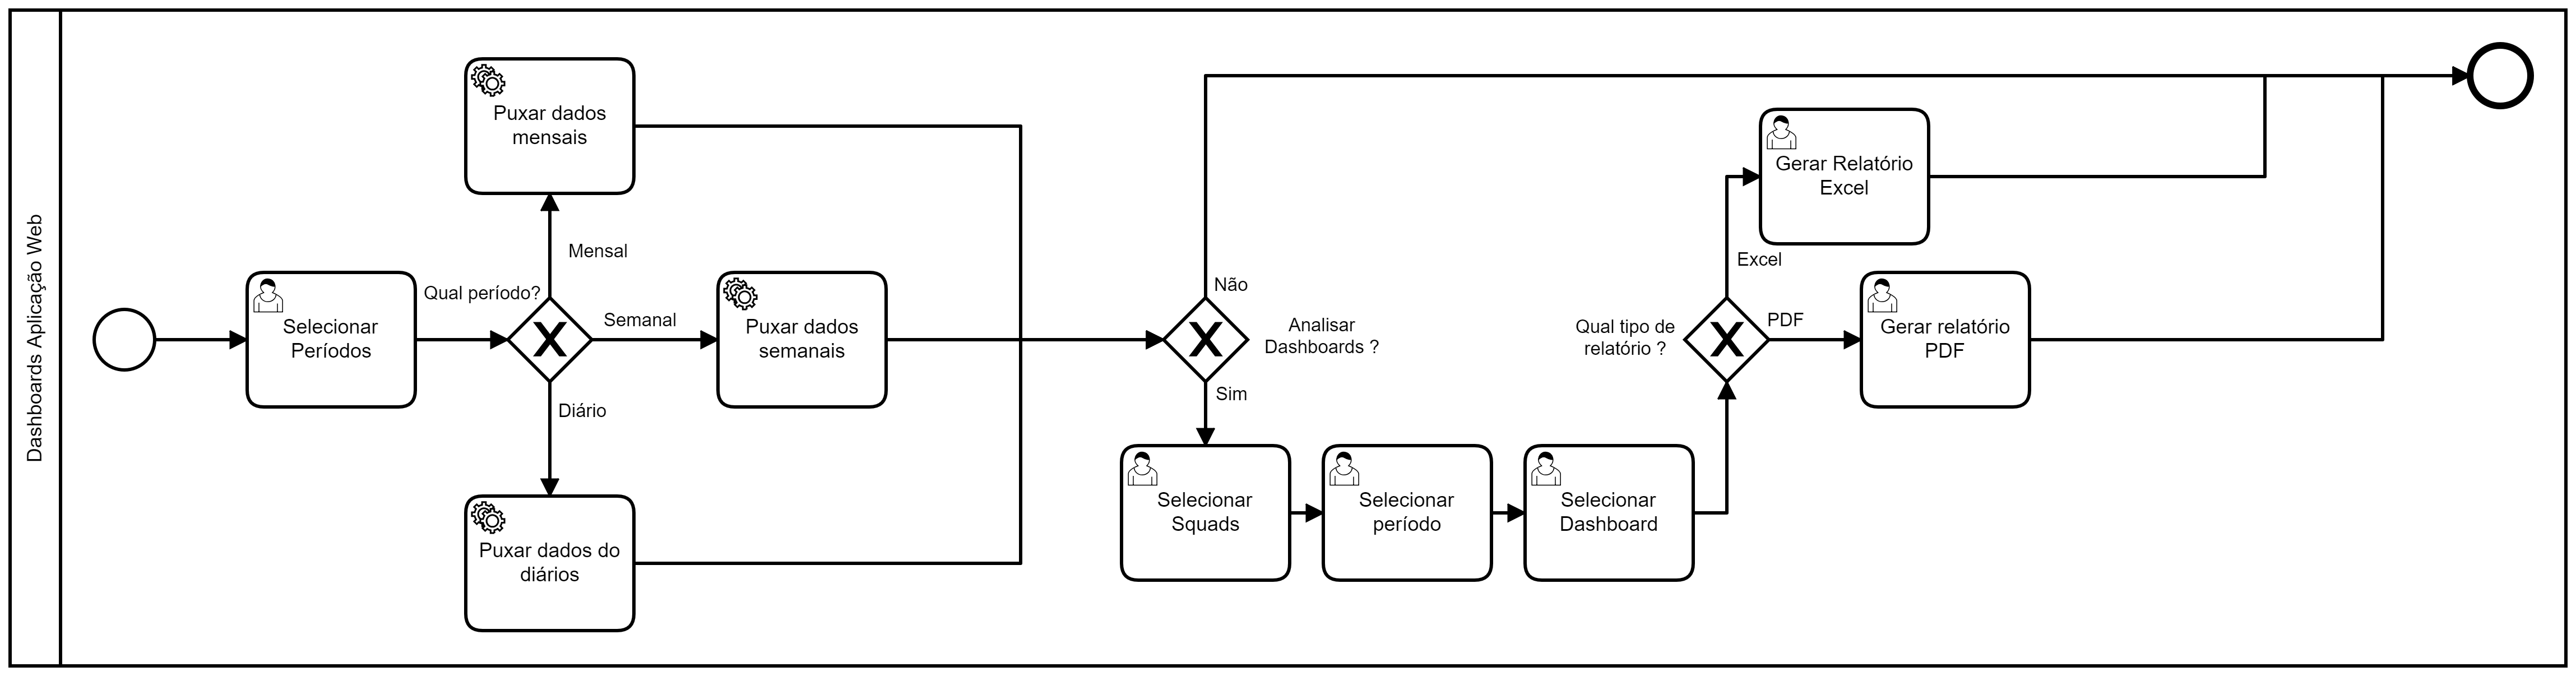 Dashboards Aplicação Web
Selecionar
Períodos
Qual período?
Mensal
Puxar dados
mensais
Semanal
Puxar dados
semanais
Diário
Puxar dados do
diários
Não
Analisar
Dashboards ?
Sim
Selecionar
Squads
Selecionar
período
Selecionar
Dashboard
Qual tipo de
relatório ?
Excel
Gerar Relatório
Excel
PDF
Gerar relatório
PDF